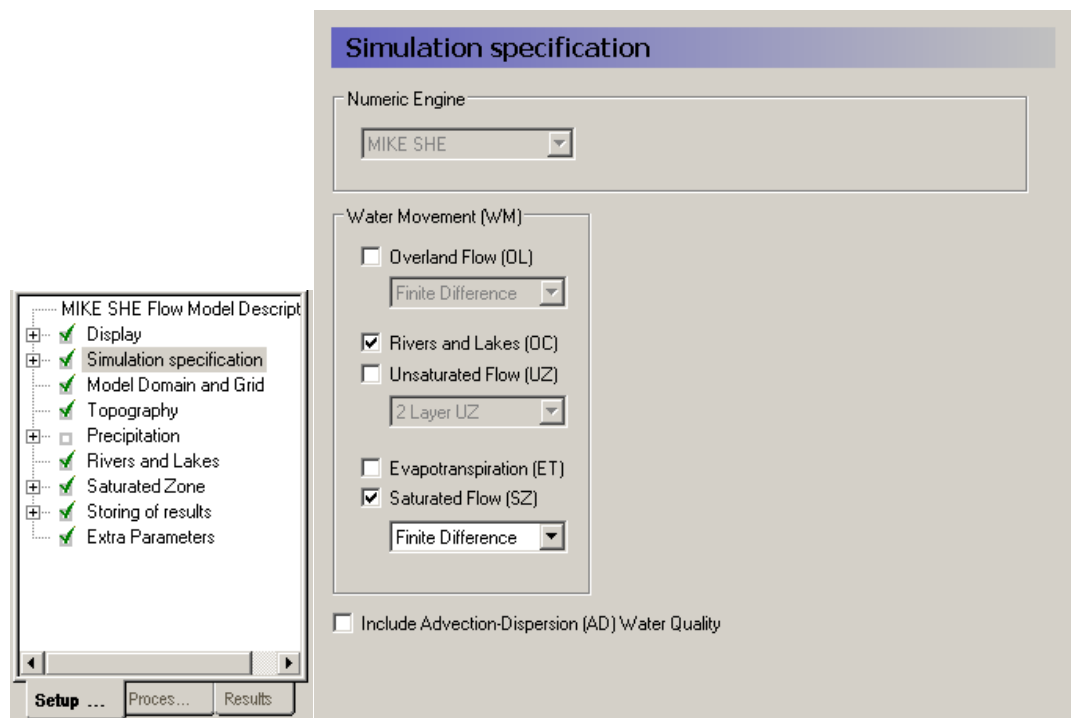 MIKE SHE Flow Model Descript
Display
Simulation specification
Model Domain and Grid
Topography
Precipitation
Rivers and Lakes
Saturated Zone
Storing of results
Extra Parameters
Setup ...
Proces...
Results
Simulation specification
Numeric Engine
MIKE SHE
Water Movement (WM)
Overland Flow (OL)
Finite Difference
Rivers and Lakes (OC)
Unsaturated Flow (UZ)
2 Layer UZ
Evapotranspiration (ET)
Saturated Flow (SZ)
Finite Difference
Include Advection-Dispersion (AD) Water Quality